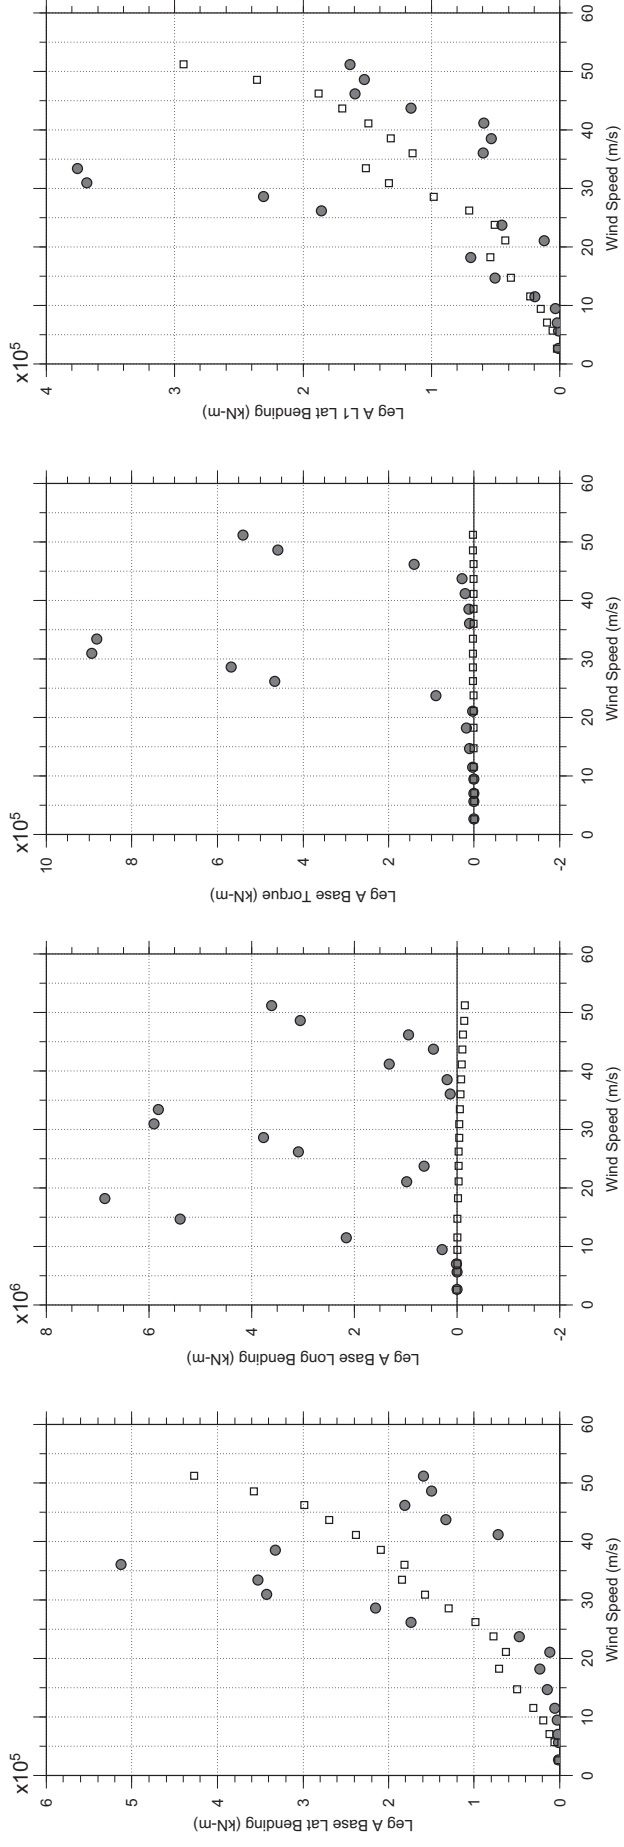 x10^5
6
5
4
3
2
1
0
Leg A Base Lat Bending (kN-m)
0 10 20 30 40 50 60
Wind Speed (m/s)
x10^6
8
6
4
2
0
-2
Leg A Base Long Bending (kN-m)
0 10 20 30 40 50 60
Wind Speed (m/s)
x10^5
10
8
6
4
2
0
-2
Leg A Base Torque (kN-m)
0 10 20 30 40 50 60
Wind Speed (m/s)
x10^5
4
3
2
1
0
Leg A L1 Lat Bending (kN-m)
0 10 20 30 40 50 60
Wind Speed (m/s)